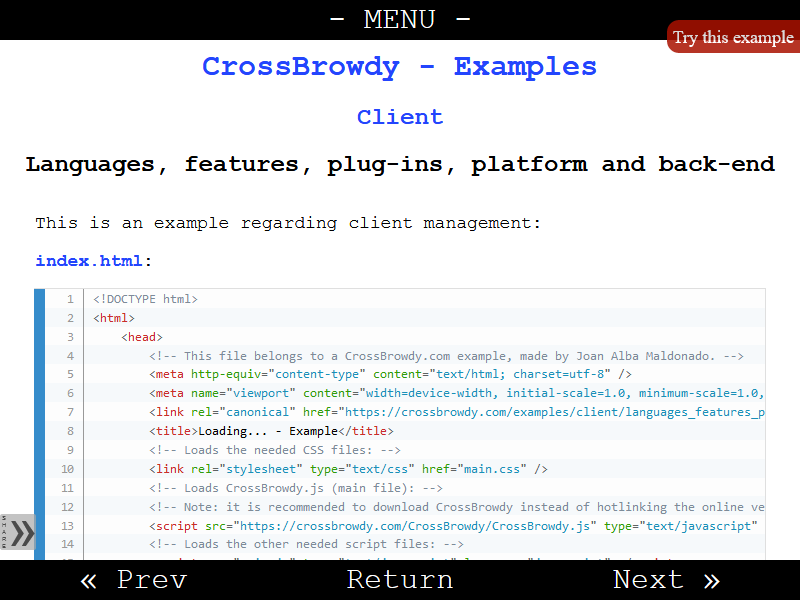 - MENU -
Try this example
CrossBrowdy - Examples
Client
Languages, features, plug-ins, platform and back-end
This is an example regarding client management:
index.html:
1 <!DOCTYPE html>
2 <html>
3 <head>
4 <!-- This file belongs to a CrossBrowdy.com example, made by Joan Alba Maldonado. -->
5 <meta http-equiv="content-type" content="text/html; charset=utf-8" />
6 <meta name="viewport" content="width=device-width, initial-scale=1.0, minimum-scale=1.0,
7 <link rel="canonical" href="https://crossbrowdy.com/examples/client/languages_features_p
8 <title>Loading... - Example</title>
9 <!-- Loads the needed CSS files: -->
10 <link rel="stylesheet" type="text/css" href="main.css" />
11 <!-- Loads CrossBrowdy.js (main file): -->
12 <!-- Note: it is recommended to download CrossBrowdy instead of hotlinking the online ve
13 <script src="https://crossbrowdy.com/CrossBrowdy/CrossBrowdy.js" type="text/javascript"
14 <!-- Loads the other needed script files: -->
SHARE
« Prev
Return
Next »